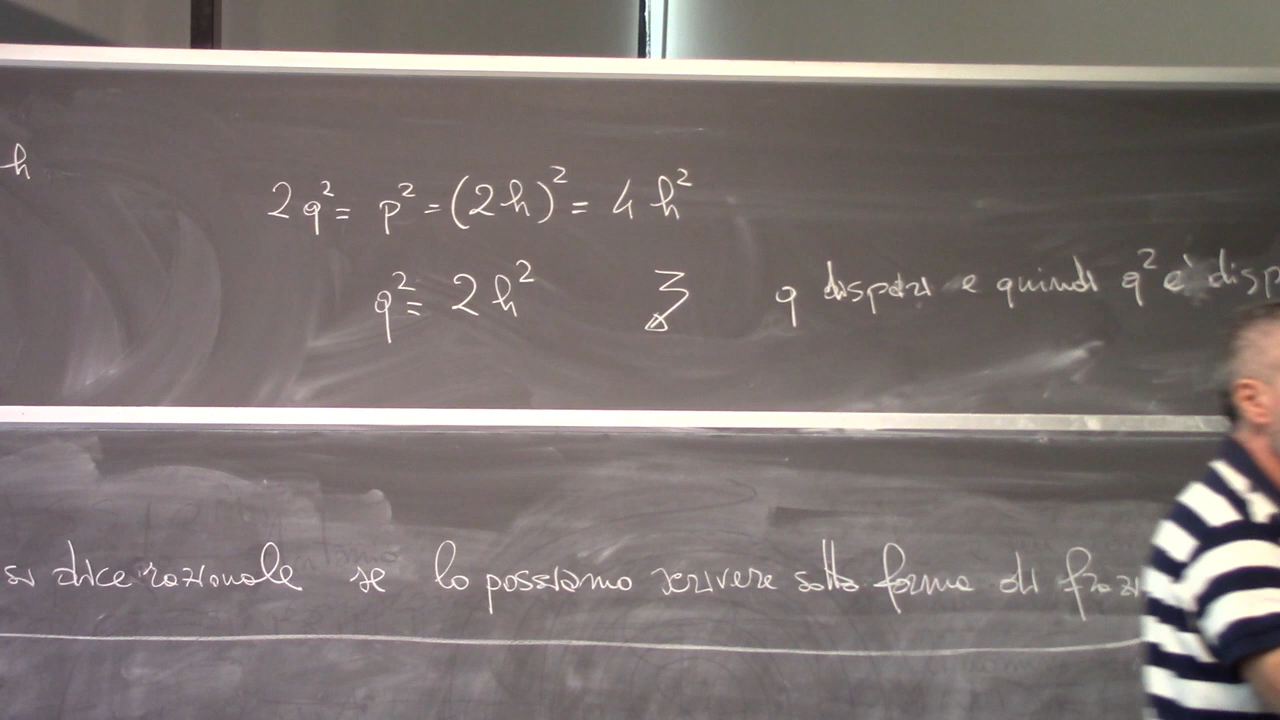 h
2q² = p² = (2h)² = 4h²
q² = 2h² q dispari e quindi q² è disp
si dice razionale se lo possiamo scrivere sotto forma di frazi